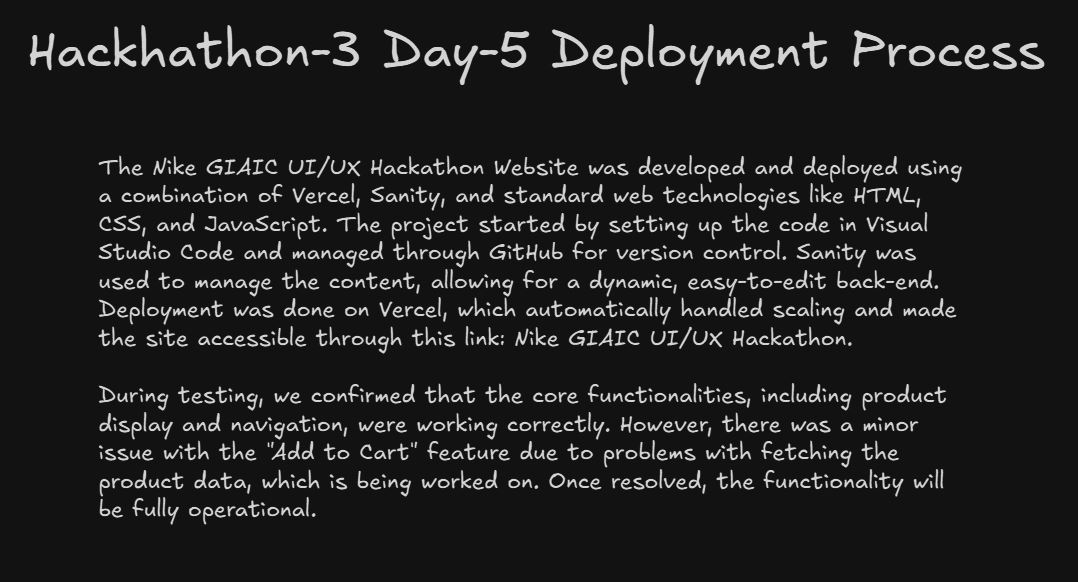 Hackhathon-3 Day-5 Deployment Process
The Nike GIAIC UI/UX Hackathon Website was developed and deployed using
a combination of Vercel, Sanity, and standard web technologies like HTML,
CSS, and JavaScript. The project started by setting up the code in Visual
Studio Code and managed through GitHub for version control. Sanity was
used to manage the content, allowing for a dynamic, easy-to-edit back-end.
Deployment was done on Vercel, which automatically handled scaling and made
the site accessible through this link: Nike GIAIC UI/UX Hackathon.
During testing, we confirmed that the core functionalities, including product
display and navigation, were working correctly. However, there was a minor
issue with the "Add to Cart" feature due to problems with fetching the
product data, which is being worked on. Once resolved, the functionality will
be fully operational.